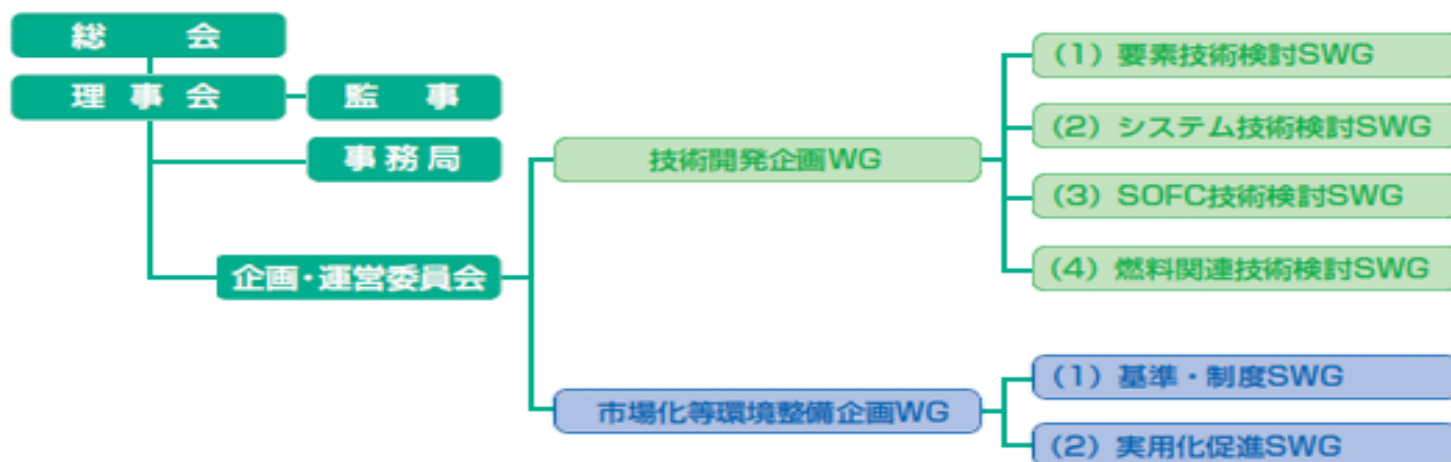 総会
理事会
監事
事務局
企画・運営委員会
技術開発企画WG
(1) 要素技術検討SWG
(2) システム技術検討SWG
(3) SOFC技術検討SWG
(4) 燃料関連技術検討SWG
市場化等環境整備企画WG
(1) 基準・制度SWG
(2) 実用化促進SWG